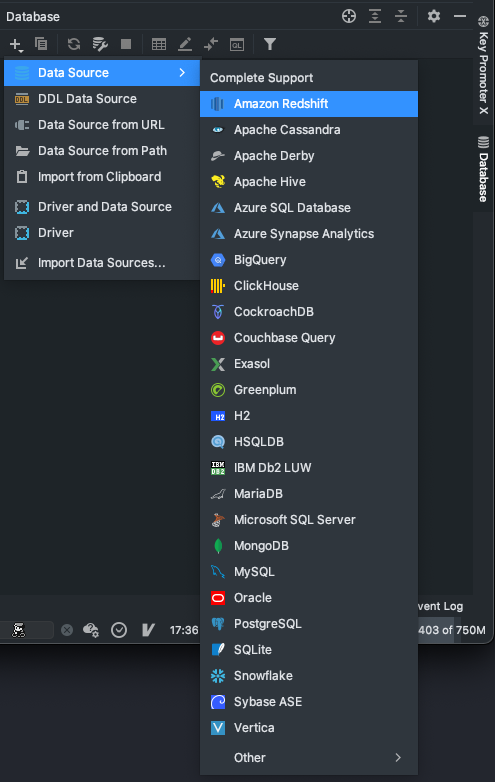 Database
QL
Data Source
DDL Data Source
Data Source from URL
Data Source from Path
Import from Clipboard
Driver and Data Source
Driver
Import Data Sources...
Complete Support
Amazon Redshift
Apache Cassandra
Apache Derby
Apache Hive
Azure SQL Database
Azure Synapse Analytics
BigQuery
ClickHouse
CockroachDB
Couchbase Query
Exasol
Greenplum
H2
HSQLDB
IBM Db2 LUW
MariaDB
Microsoft SQL Server
MongoDB
MySQL
Oracle
PostgreSQL
SQLite
Snowflake
Sybase ASE
Vertica
Other
Key Promoter X
Database
vent Log
17:36
403 of 750M